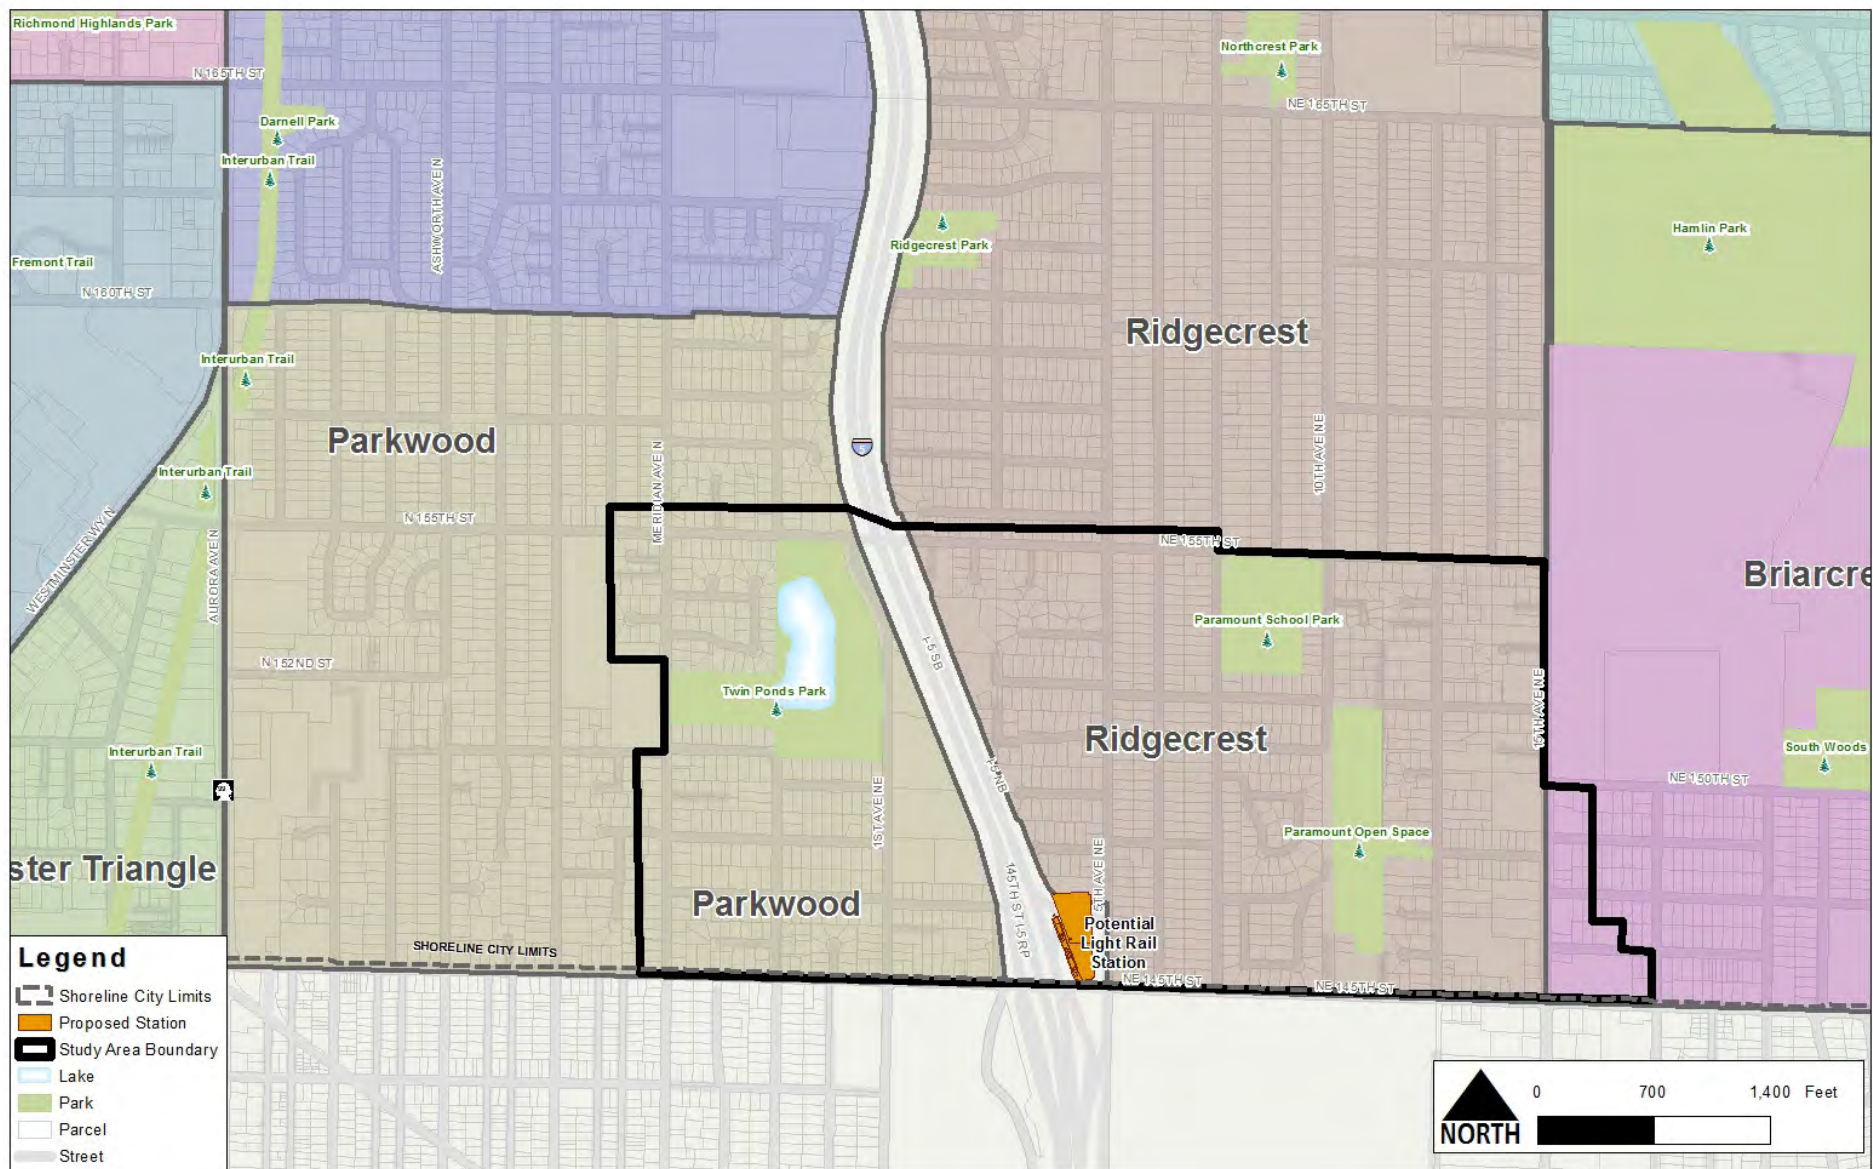 Richmond Highlands Park
N 165TH ST
Northcrest Park
NE 165TH ST
Darnell Park
Interurban Trail
ASHWORTH AVE N
Fremont Trail
N 160TH ST
Ridgecrest Park
Hamlin Park
Ridgecrest
Interurban Trail
Parkwood
5
MERIDIAN AVE N
10TH AVE NE
Interurban Trail
N 155TH ST
NE 155TH ST
WESTMINSTER WY N
AURORA AVE N
Briarcre
Paramount School Park
I-5 SB
N 152ND ST
Twin Ponds Park
15TH AVE NE
Ridgecrest
Interurban Trail
South Woods
I-5 NB
NE 150TH ST
1ST AVE NE
Paramount Open Space
ster Triangle
Parkwood
145TH ST I-5 RP
5TH AVE NE
Potential
Light Rail
Station
SHORELINE CITY LIMITS
NE 145TH ST
NE 145TH ST
Legend
Shoreline City Limits
Proposed Station
Study Area Boundary
Lake
Park
Parcel
Street
NORTH
0 700 1,400 Feet